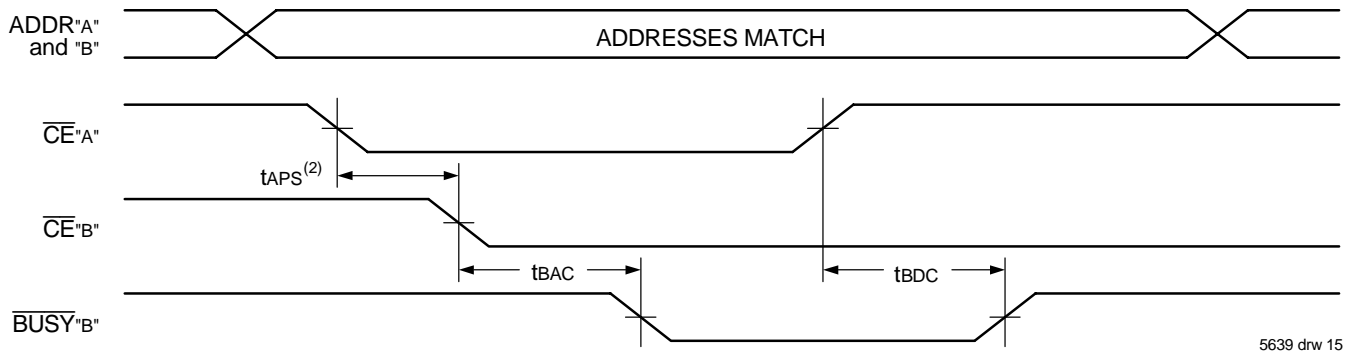 ADDR"A"
and "B"
ADDRESSES MATCH
CE"A"
tAPS(2)
CE"B"
tBAC
tBDC
BUSY"B"
5639 drw 15